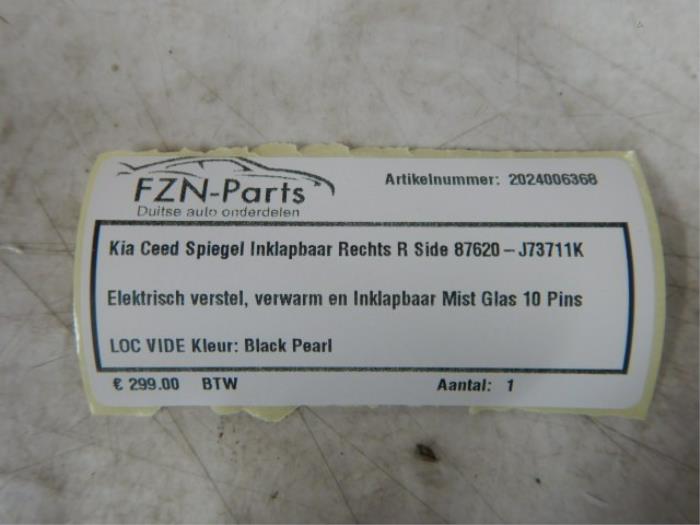 FZN-Parts
Duitse auto onderdelen
Artikelnummer: 2024006368
Kia Ceed Spiegel Inklapbaar Rechts R Side 87620 – J73711K
Elektrisch verstel, verwarm en Inklapbaar Mist Glas 10 Pins
LOC VIDE Kleur: Black Pearl
€ 299.00 BTW
Aantal: 1